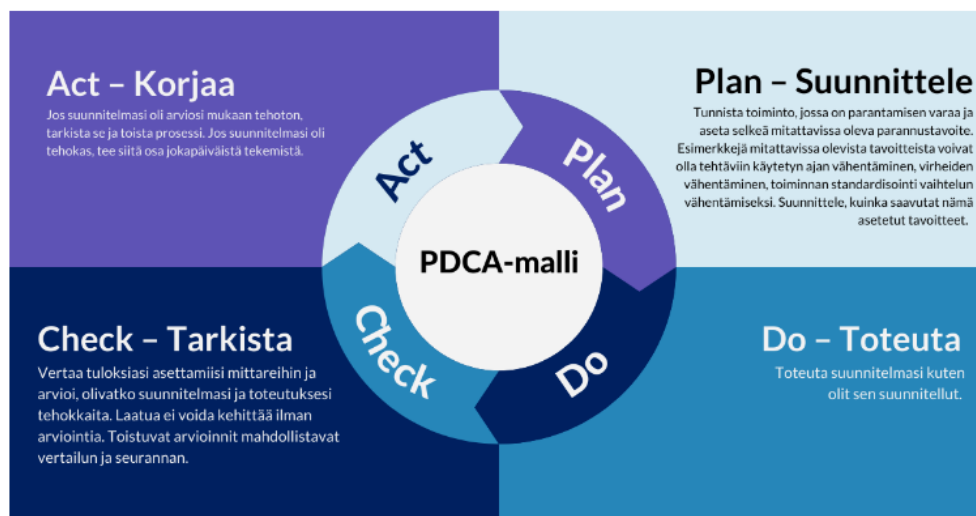 Act – Korjaa
Jos suunnitelmasi oli arviosi mukaan tehoton,
tarkista se ja toista prosessi. Jos suunnitelmasi oli
tehokas, tee siitä osa jokapäiväistä tekemistä.
Plan – Suunnittele
Tunnista toiminto, jossa on parantamisen varaa ja
aseta selkeä mitattavissa oleva parannustavoite.
Esimerkkejä mitattavissa olevista tavoitteista voivat
olla tehtäviin käytetyn ajan vähentäminen, virheiden
vähentäminen, toiminnan standardisointi vaihtelun
vähentämiseksi. Suunnittele, kuinka saavutat nämä
asetetut tavoitteet.
Act
Plan
PDCA-malli
Check
Do
Check – Tarkista
Vertaa tuloksiasi asettamiisi mittareihin ja
arvioi, olivatko suunnitelmasi ja toteutuksesi
tehokkaita. Laatua ei voida kehittää ilman
arviointia. Toistuvat arvioinnit mahdollistavat
vertailun ja seurannan.
Do – Toteuta
Toteuta suunnitelmasi kuten
olit sen suunnitellut.